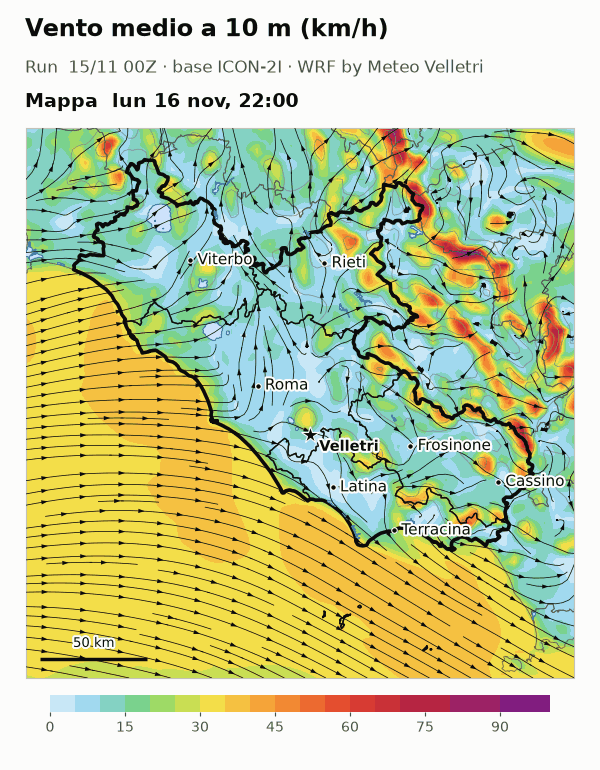 Vento medio a 10 m (km/h)
Run 15/11 00Z · base ICON-2I · WRF by Meteo Velletri
Mappa lun 16 nov, 22:00
Viterbo
Rieti
Roma
Velletri
Frosinone
Latina
Cassino
Terracina
50 km
0 15 30 45 60 75 90